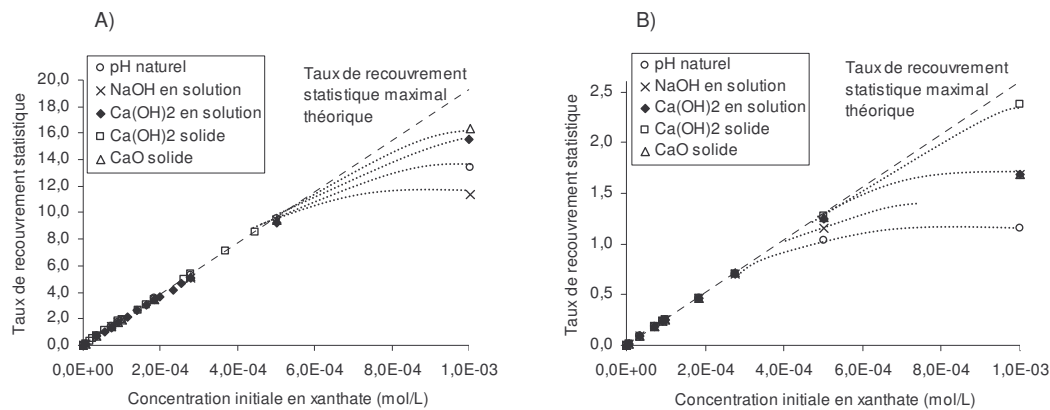 A)
pH naturel
NaOH en solution
Ca(OH)2 en solution
Ca(OH)2 solide
CaO solide
Taux de recouvrement
statistique maximal
théorique
Taux de recouvrement statistique
20,0
18,0
16,0
14,0
12,0
10,0
8,0
6,0
4,0
2,0
0,0
0,0E+00 2,0E-04 4,0E-04 6,0E-04 8,0E-04 1,0E-03
Concentration initiale en xanthate (mol/L)
B)
pH naturel
NaOH en solution
Ca(OH)2 en solution
Ca(OH)2 solide
CaO solide
Taux de recouvrement
statistique maximal
théorique
Taux de recouvrement statistique
2,5
2,0
1,5
1,0
0,5
0,0
0,0E+00 2,0E-04 4,0E-04 6,0E-04 8,0E-04 1,0E-03
Concentration initiale en xanthate (mol/L)